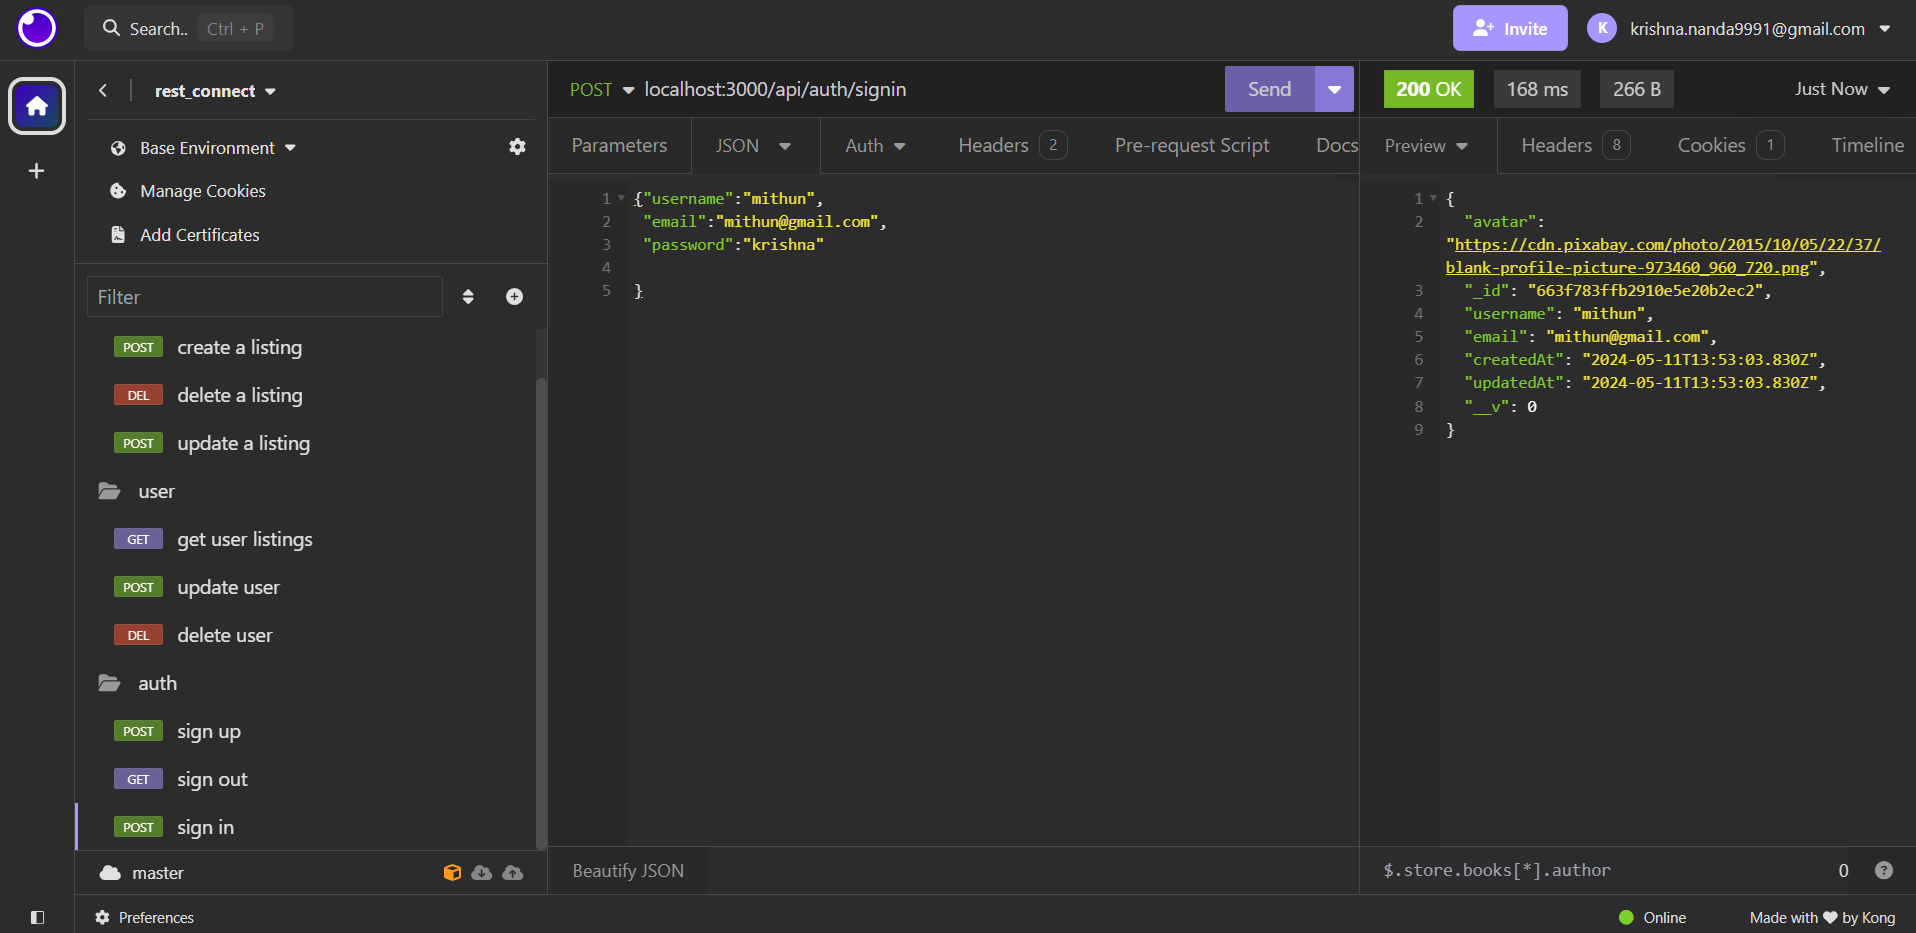 Search.. Ctrl + P
Invite
K krishna.nanda9991@gmail.com
rest_connect
Base Environment
Manage Cookies
Add Certificates
Filter
POST create a listing
DEL delete a listing
POST update a listing
user
GET get user listings
POST update user
DEL delete user
auth
POST sign up
GET sign out
POST sign in
master
Preferences
POST localhost:3000/api/auth/signin Send
Parameters JSON Auth Headers 2 Pre-request Script Docs
1 {"username":"mithun",
2 "email":"mithun@gmail.com",
3 "password":"krishna"
4
5 }
Beautify JSON
200 OK 168 ms 266 B Just Now
Preview Headers 8 Cookies 1 Timeline
1 {
2 "avatar":
"https://cdn.pixabay.com/photo/2015/10/05/22/37/
blank-profile-picture-973460_960_720.png",
3 "_id": "663f783ffb2910e5e20b2ec2",
4 "username": "mithun",
5 "email": "mithun@gmail.com",
6 "createdAt": "2024-05-11T13:53:03.830Z",
7 "updatedAt": "2024-05-11T13:53:03.830Z",
8 "__v": 0
9 }
$.store.books[*].author 0 ?
Online Made with ❤ by Kong